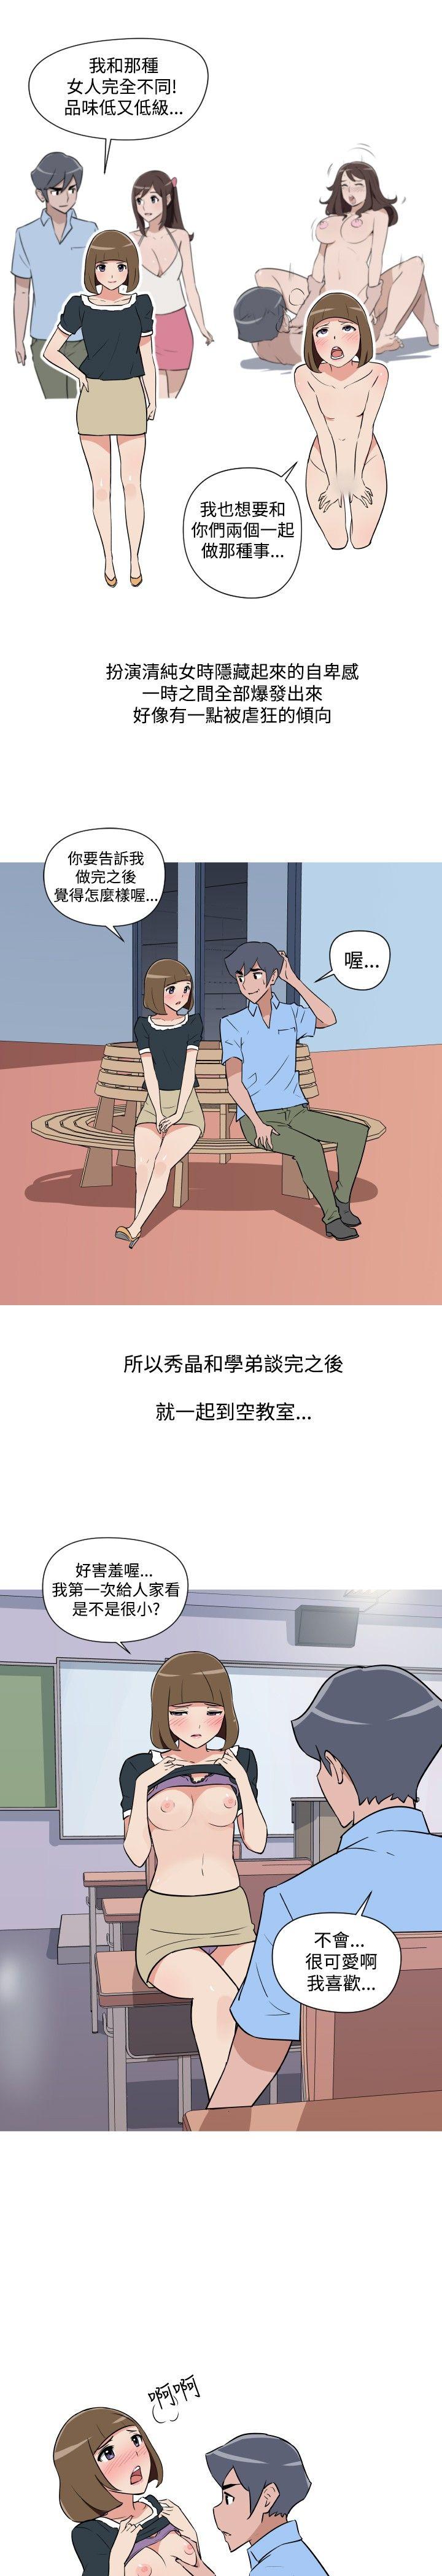 我和那種
女人完全不同!
品味低又低級...
我也想要和
你們兩個一起
做那種事...
扮演清純女時隱藏起來的自卑感
一時之間全部爆發出來
好像有一點被虐狂的傾向
你要告訴我
做完之後
覺得怎麼樣喔...
喔...
所以秀晶和學弟談完之後
就一起到空教室...
好害羞喔...
我第一次給人家看
是不是很小?
不會...
很可愛啊
我喜歡...
啊啊